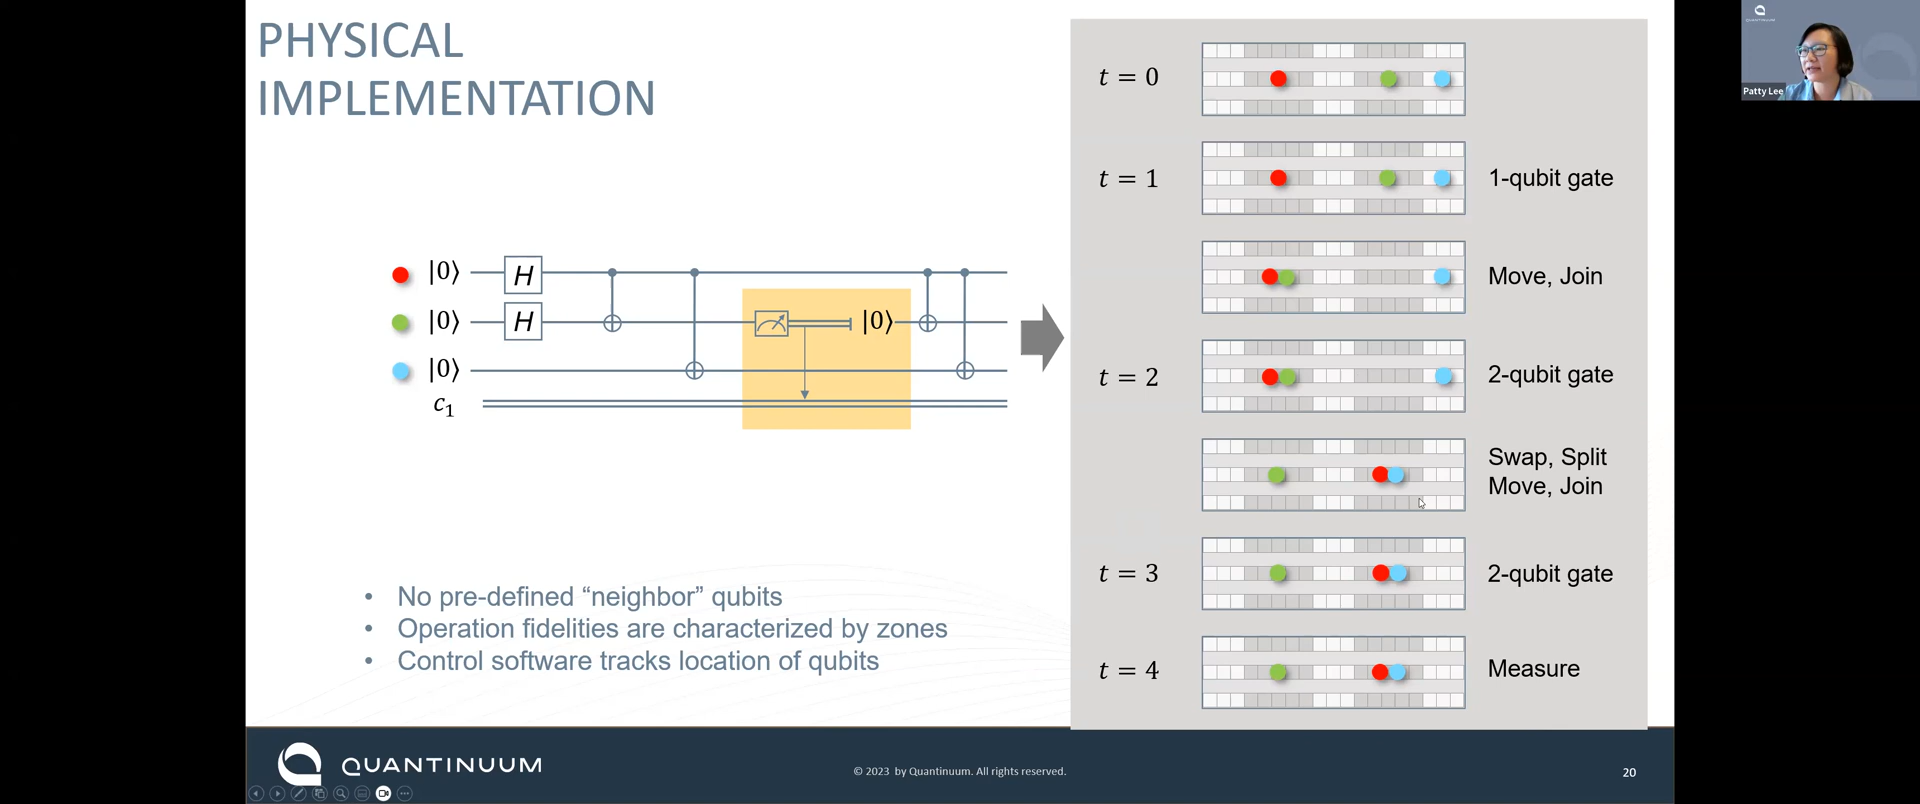 PHYSICAL
IMPLEMENTATION
|0⟩ H
|0⟩ H |0⟩
|0⟩
c₁
• No pre-defined “neighbor” qubits
• Operation fidelities are characterized by zones
• Control software tracks location of qubits
t = 0
t = 1 1-qubit gate
Move, Join
t = 2 2-qubit gate
Swap, Split
Move, Join
t = 3 2-qubit gate
t = 4 Measure
QUANTINUUM
© 2023 by Quantinuum. All rights reserved.
20
QUANTINUUM
Patty Lee